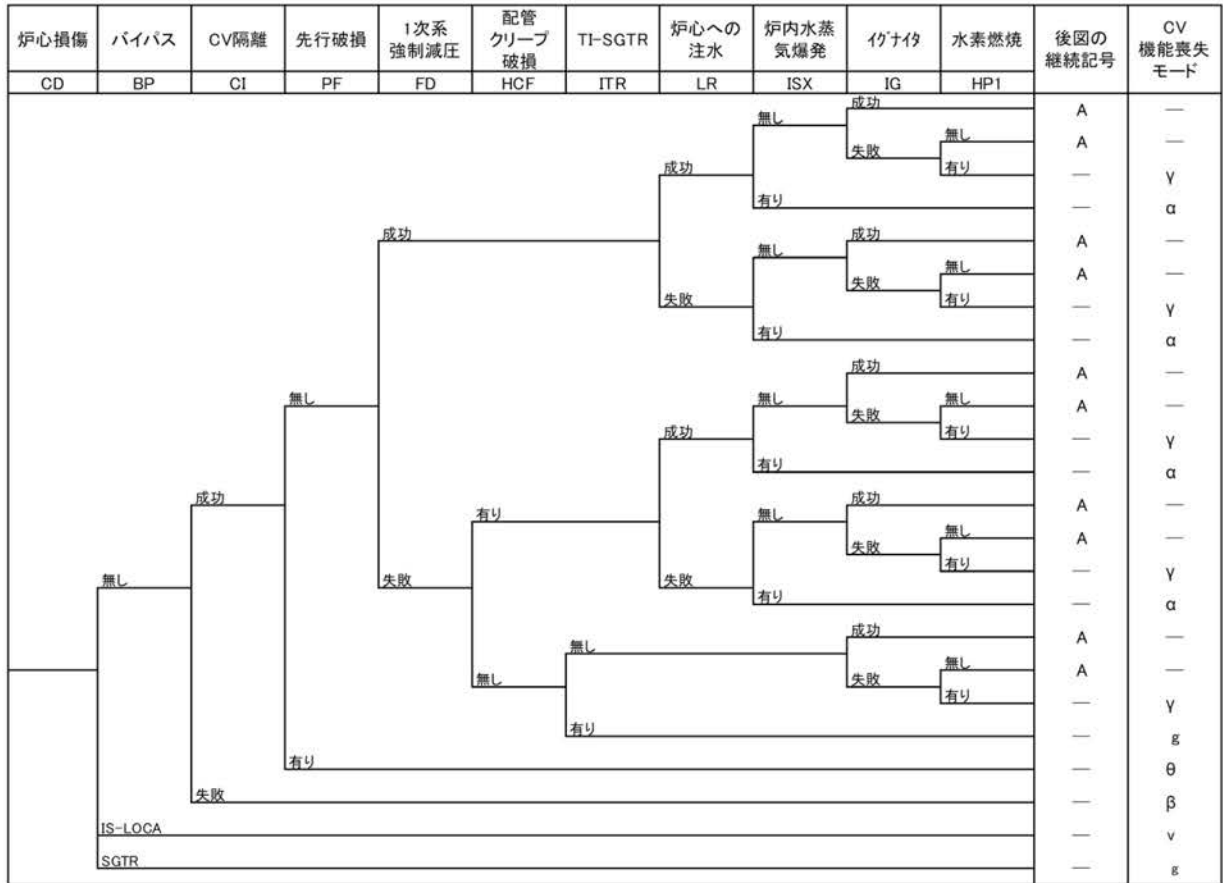 炉心損傷 バイパス CV隔離 先行破損 1次系強制減圧 配管クリープ破損 TI-SGTR 炉心への注水 炉内水蒸気爆発 イグナイタ 水素燃焼 後図の継続記号 CV機能喪失モード
CD BP CI PF FD HCF ITR LR ISX IG HP1
成功 A —
無し
無し A —
失敗
成功 有り — γ
有り — α
成功 成功 A —
無し
無し A —
失敗
失敗 有り — γ
有り — α
成功 A —
無し 無し 無し A —
失敗
成功 有り — γ
有り — α
成功 成功 A —
有り 無し
無し A —
失敗
無し 失敗 失敗 有り — γ
有り — α
成功 A —
無し
無し A —
無し 失敗
有り — γ
有り — g
有り — θ
失敗 — β
IS-LOCA — v
SGTR — g